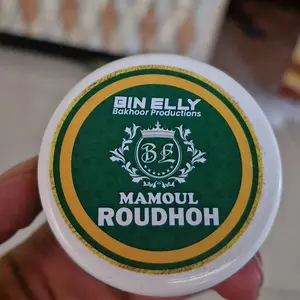 BIN ELLY
Bakhoor Productions
BE
MAMOUL
ROUDHOH